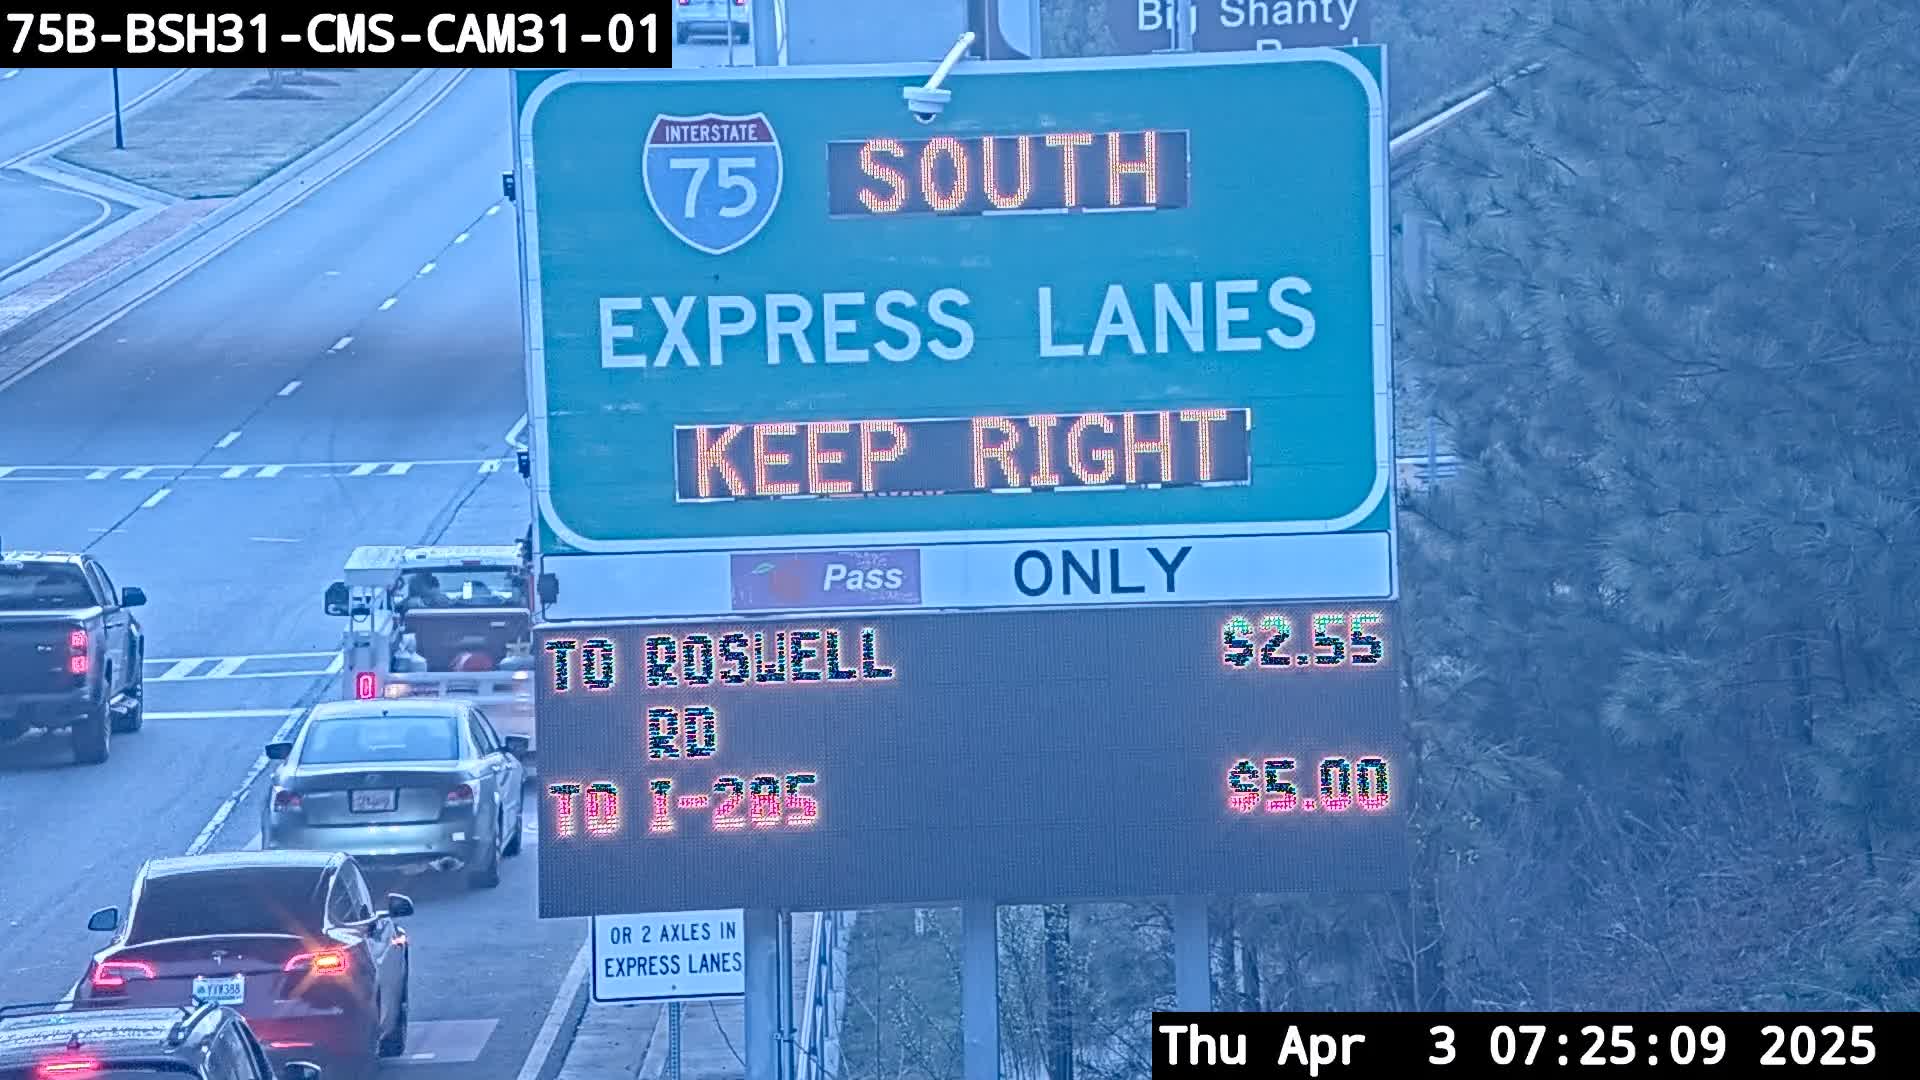 75B-BSH31-CMS-CAM31-01
Big Shanty
INTERSTATE
75
SOUTH
EXPRESS LANES
KEEP RIGHT
Pass
ONLY
TO ROSWELL $2.55
RD
TO I-285 $5.00
OR 2 AXLES IN
EXPRESS LANES
Thu Apr 3 07:25:09 2025